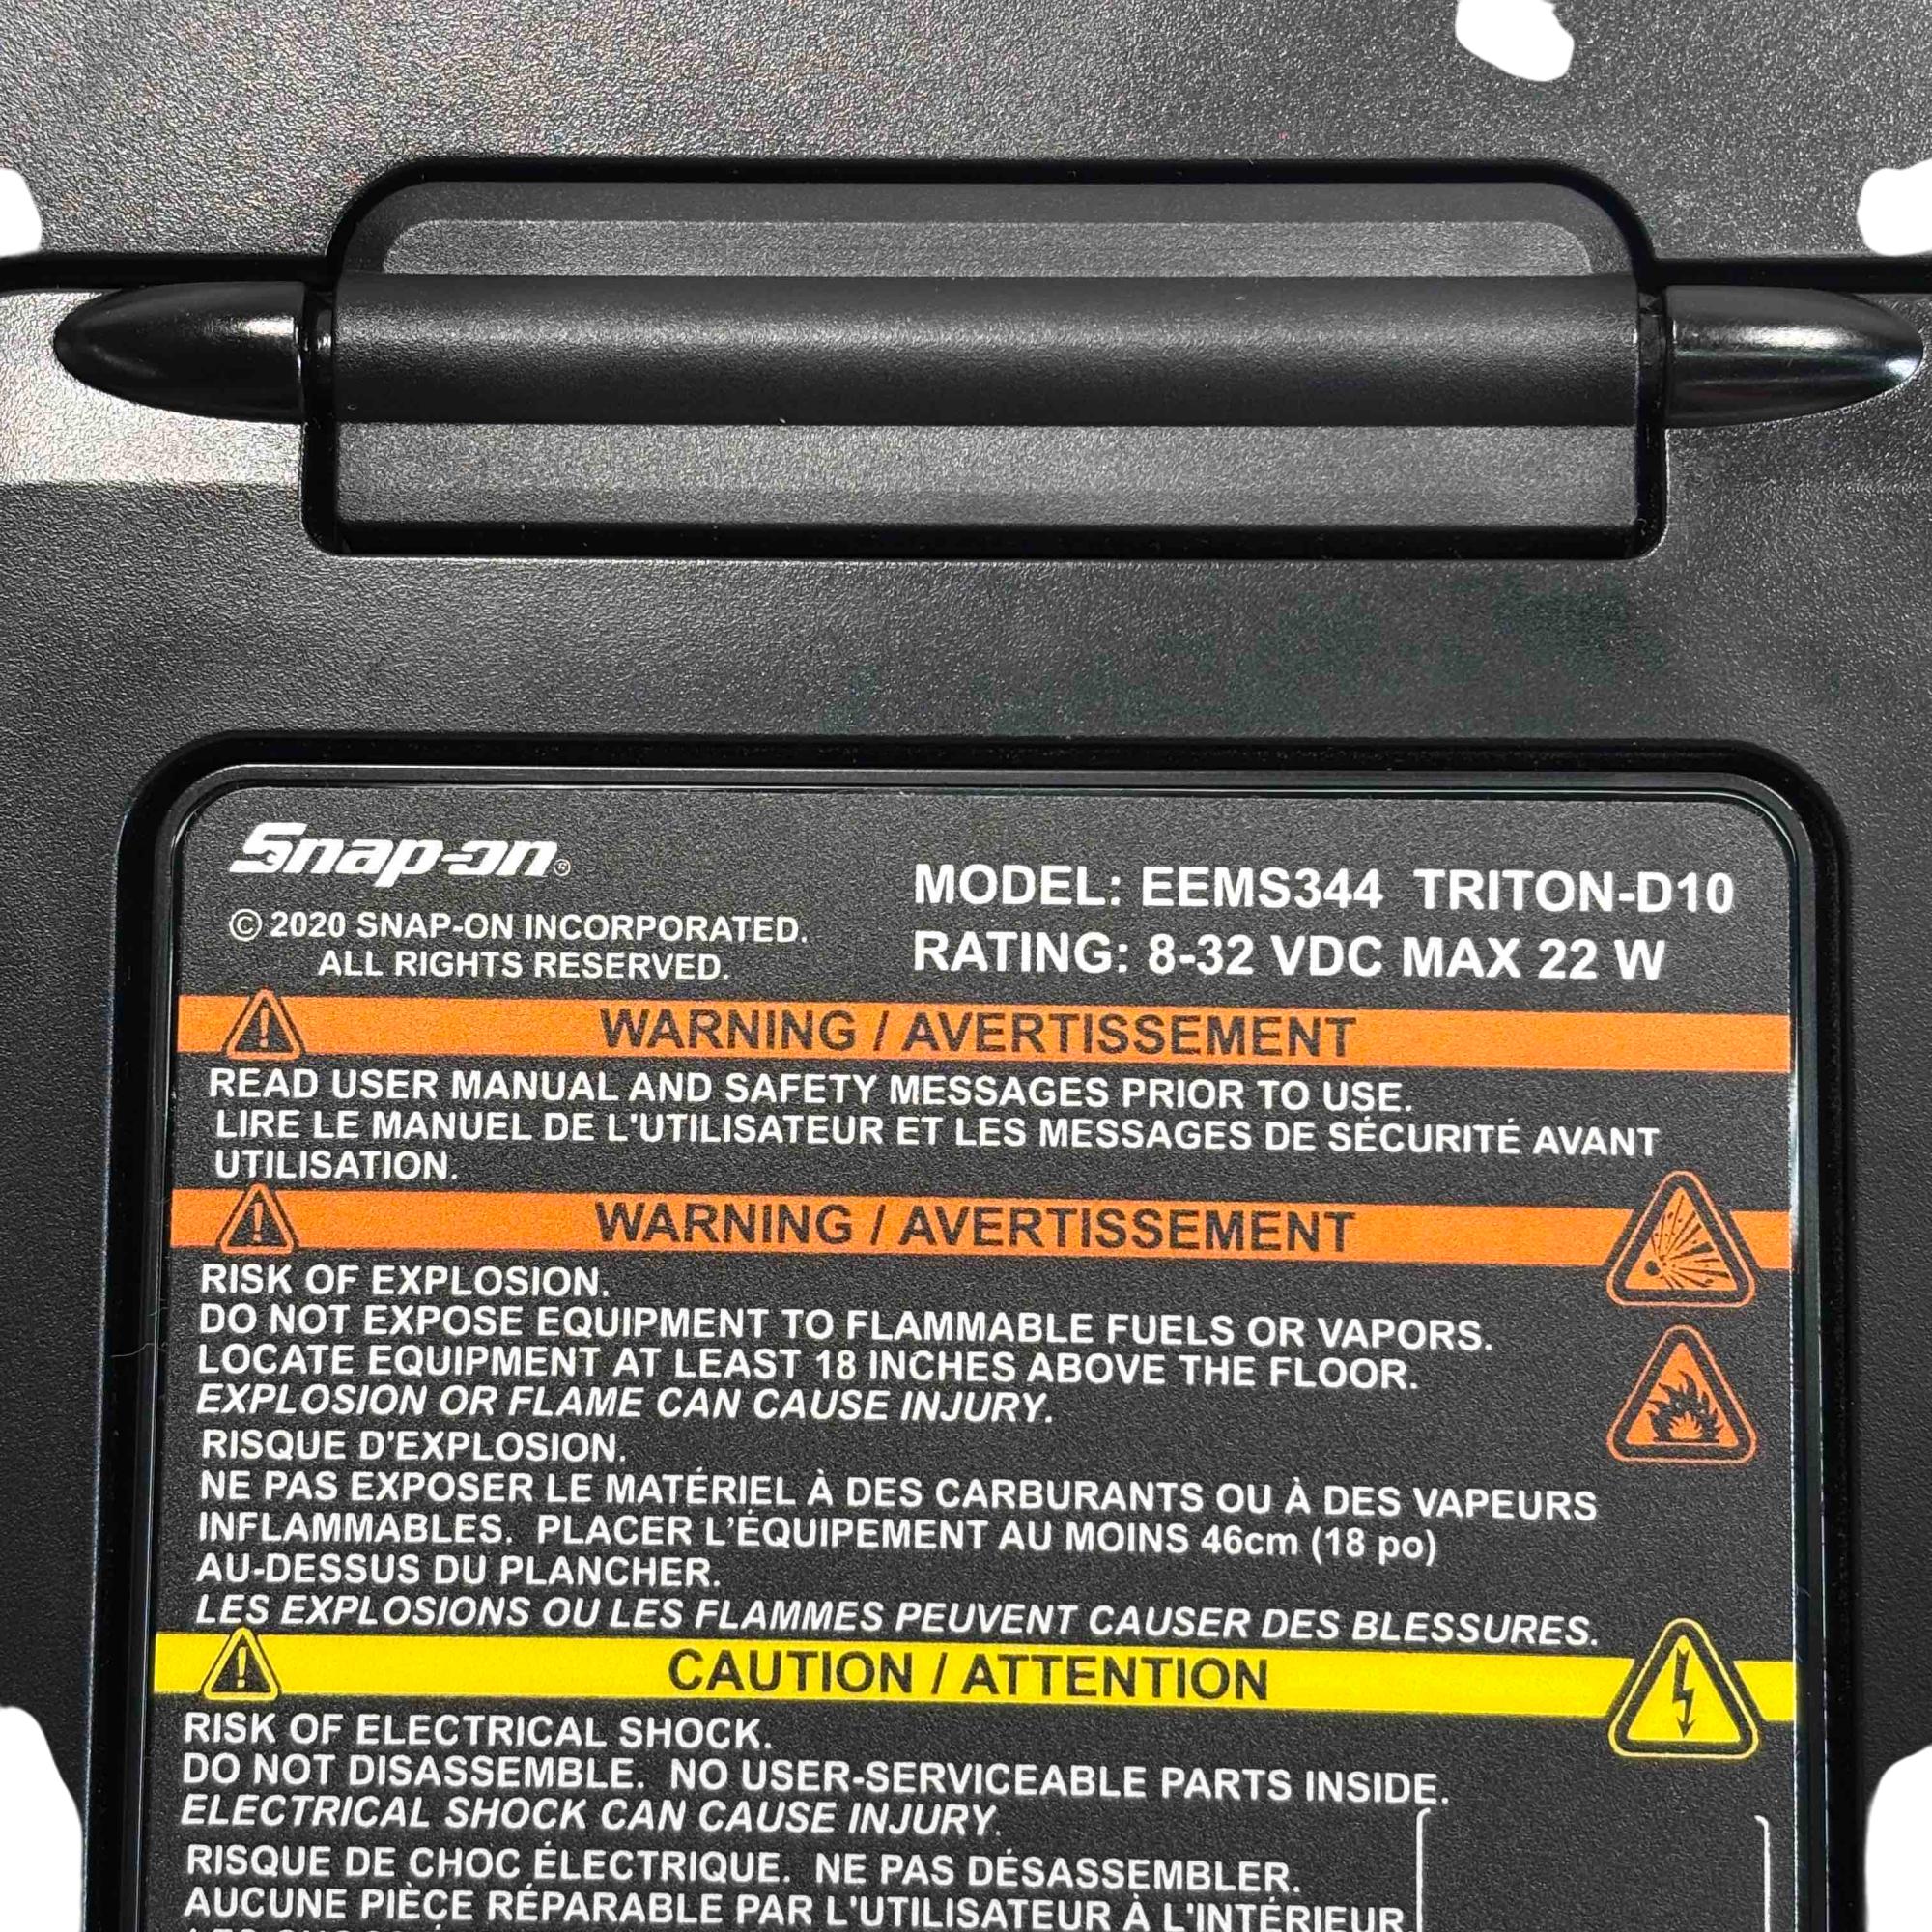 Snap-on®
© 2020 SNAP-ON INCORPORATED.
ALL RIGHTS RESERVED.
MODEL: EEMS344 TRITON-D10
RATING: 8-32 VDC MAX 22 W
WARNING / AVERTISSEMENT
READ USER MANUAL AND SAFETY MESSAGES PRIOR TO USE.
LIRE LE MANUEL DE L'UTILISATEUR ET LES MESSAGES DE SÉCURITÉ AVANT
UTILISATION.
WARNING / AVERTISSEMENT
RISK OF EXPLOSION.
DO NOT EXPOSE EQUIPMENT TO FLAMMABLE FUELS OR VAPORS.
LOCATE EQUIPMENT AT LEAST 18 INCHES ABOVE THE FLOOR.
EXPLOSION OR FLAME CAN CAUSE INJURY.
RISQUE D'EXPLOSION.
NE PAS EXPOSER LE MATÉRIEL À DES CARBURANTS OU À DES VAPEURS
INFLAMMABLES. PLACER L’ÉQUIPEMENT AU MOINS 46cm (18 po)
AU-DESSUS DU PLANCHER.
LES EXPLOSIONS OU LES FLAMMES PEUVENT CAUSER DES BLESSURES.
CAUTION / ATTENTION
RISK OF ELECTRICAL SHOCK.
DO NOT DISASSEMBLE. NO USER-SERVICEABLE PARTS INSIDE.
ELECTRICAL SHOCK CAN CAUSE INJURY.
RISQUE DE CHOC ÉLECTRIQUE. NE PAS DÉSASSEMBLER.
AUCUNE PIÈCE RÉPARABLE PAR L'UTILISATEUR À L'INTÉRIEUR